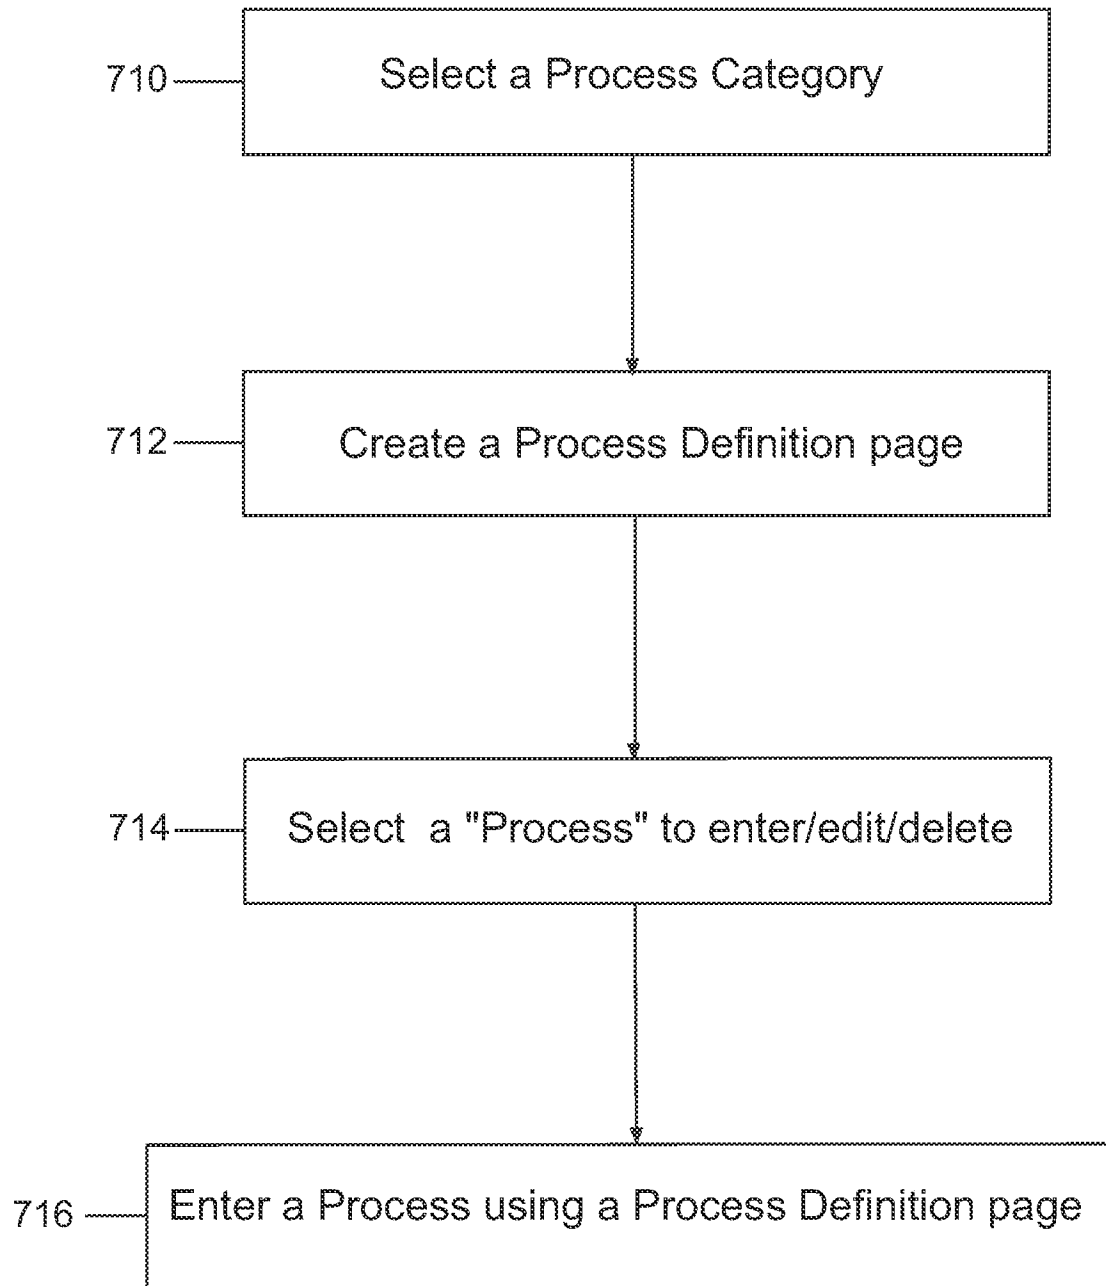 710 Select a Process Category
712 Create a Process Definition page
714 Select a "Process" to enter/edit/delete
716 Enter a Process using a Process Definition page